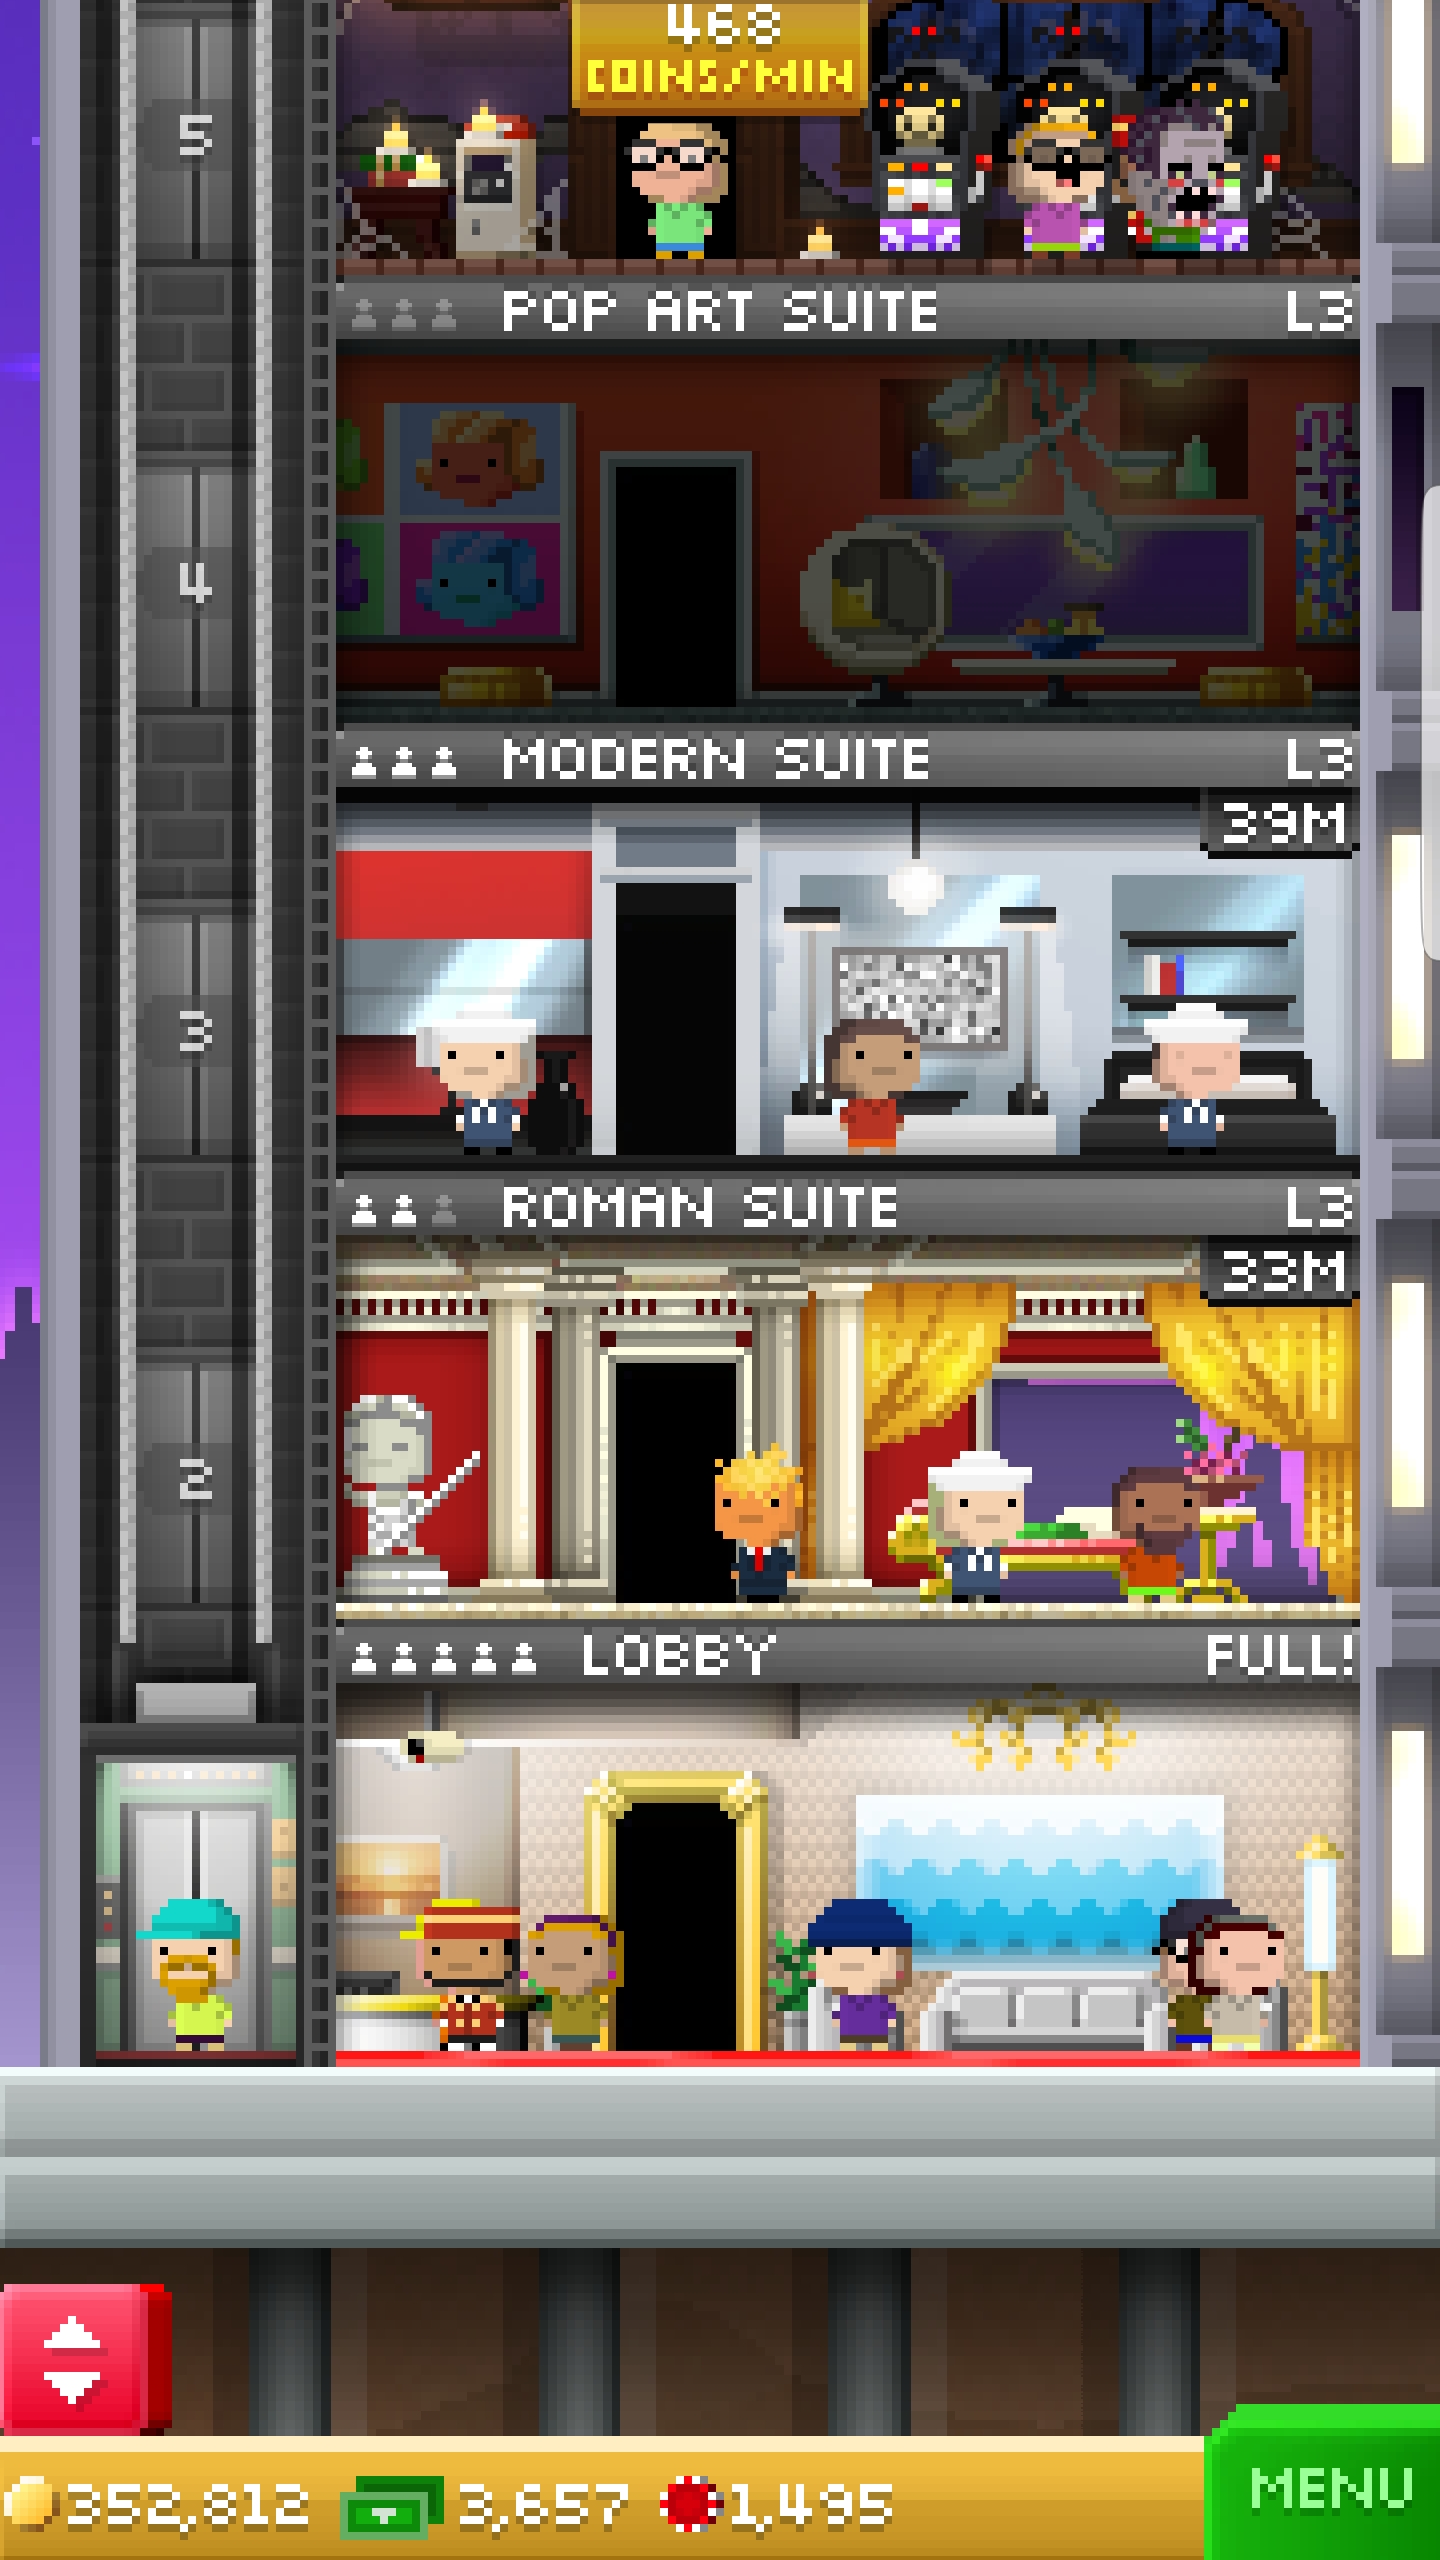 468
COINS/MIN
5
POP ART SUITE L3
4
MODERN SUITE L3
39M
3
ROMAN SUITE L3
33M
2
LOBBY FULL!
352,812 3,657 1,495
MENU